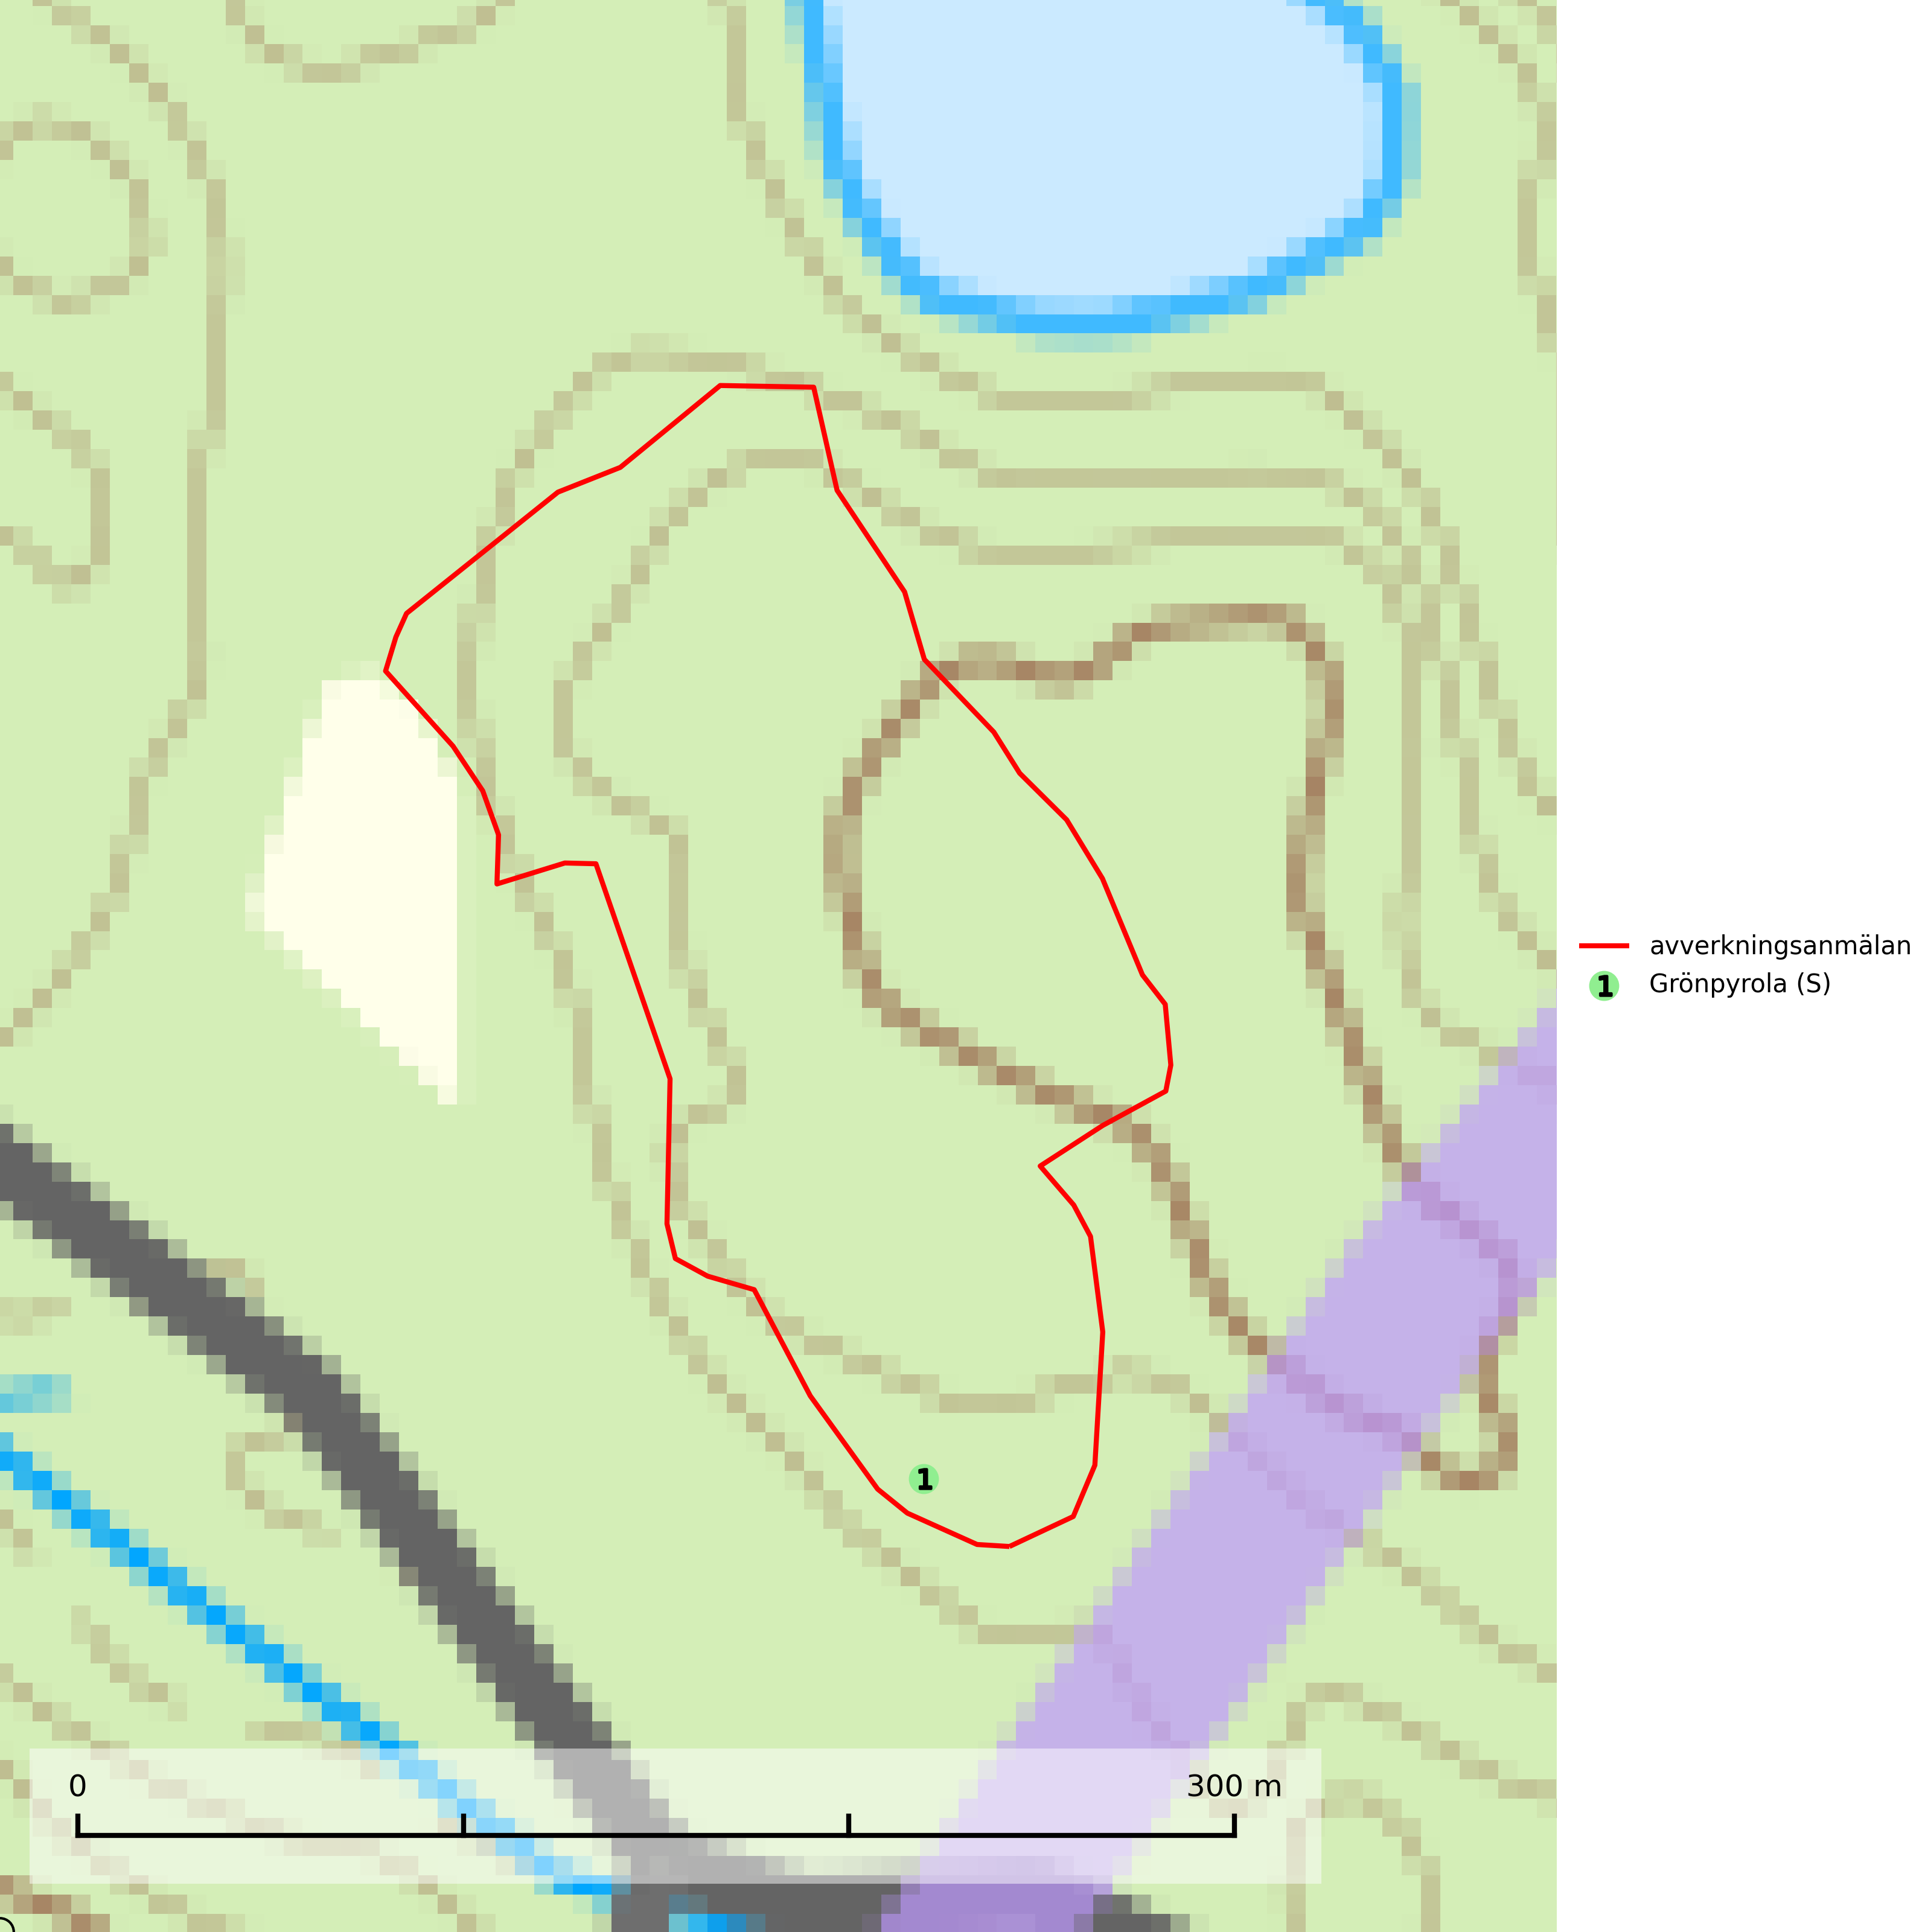 avverkningsanmälan
1 Grönpyrola (S)
1
0 300 m